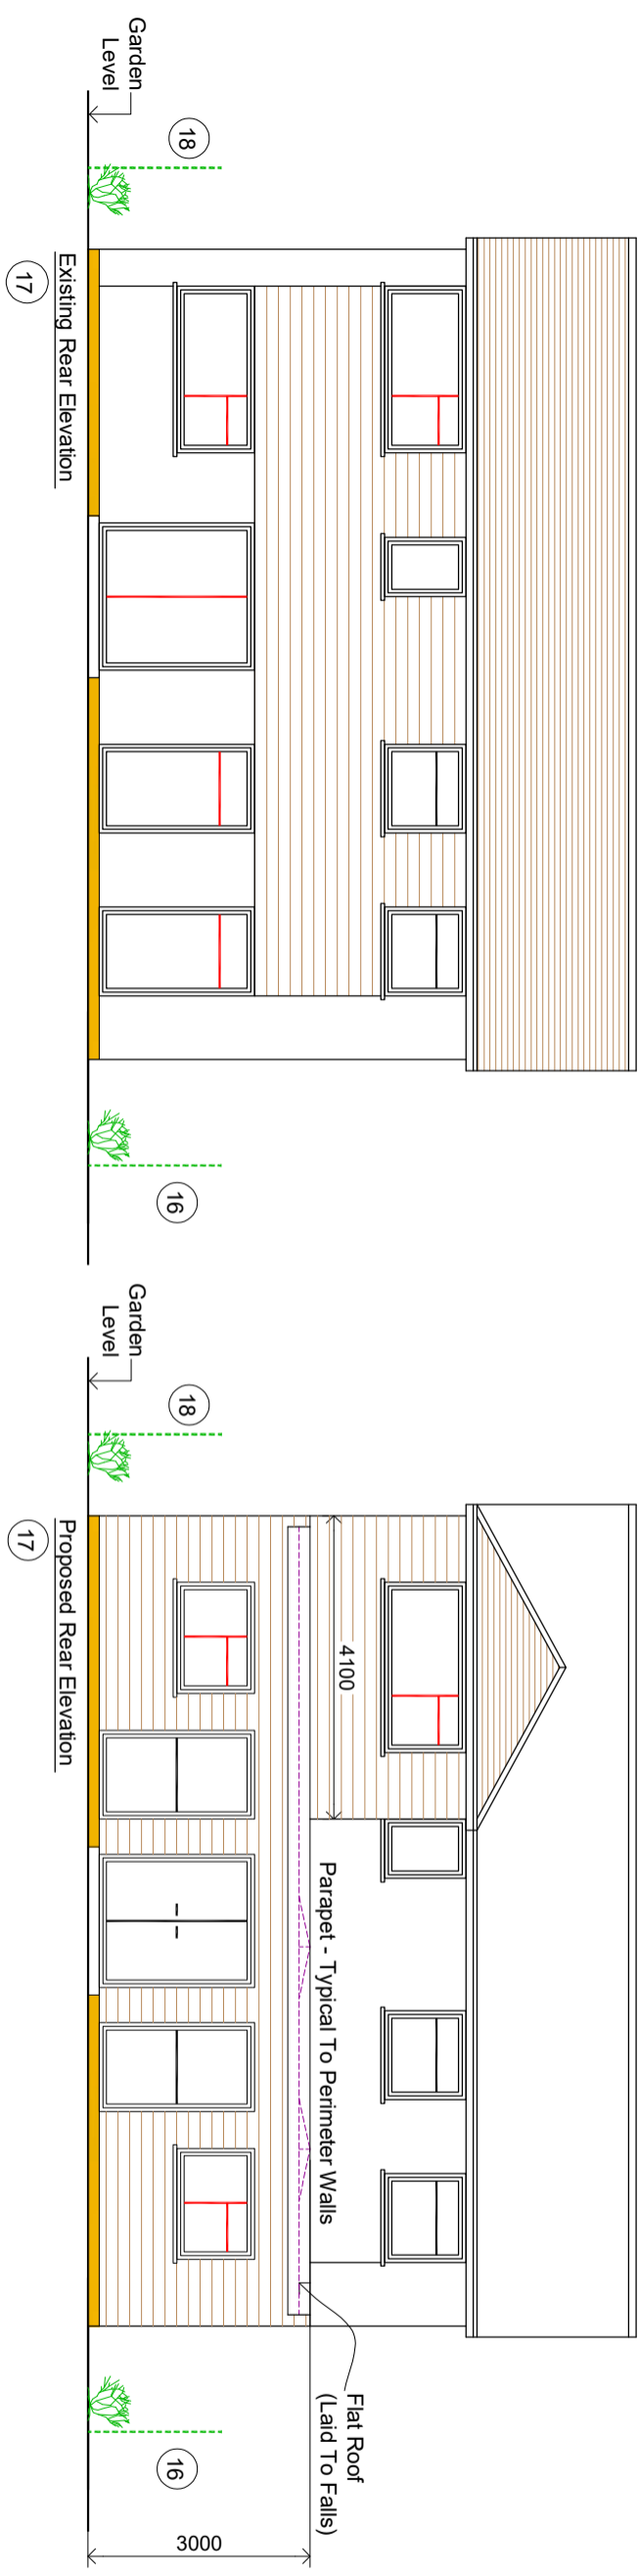 Garden
Level
18
Existing Rear Elevation
17
16
Garden
Level
18
4100
Parapet - Typical To Perimeter Walls
Flat Roof
(Laid To Falls)
Proposed Rear Elevation
17
16
3000